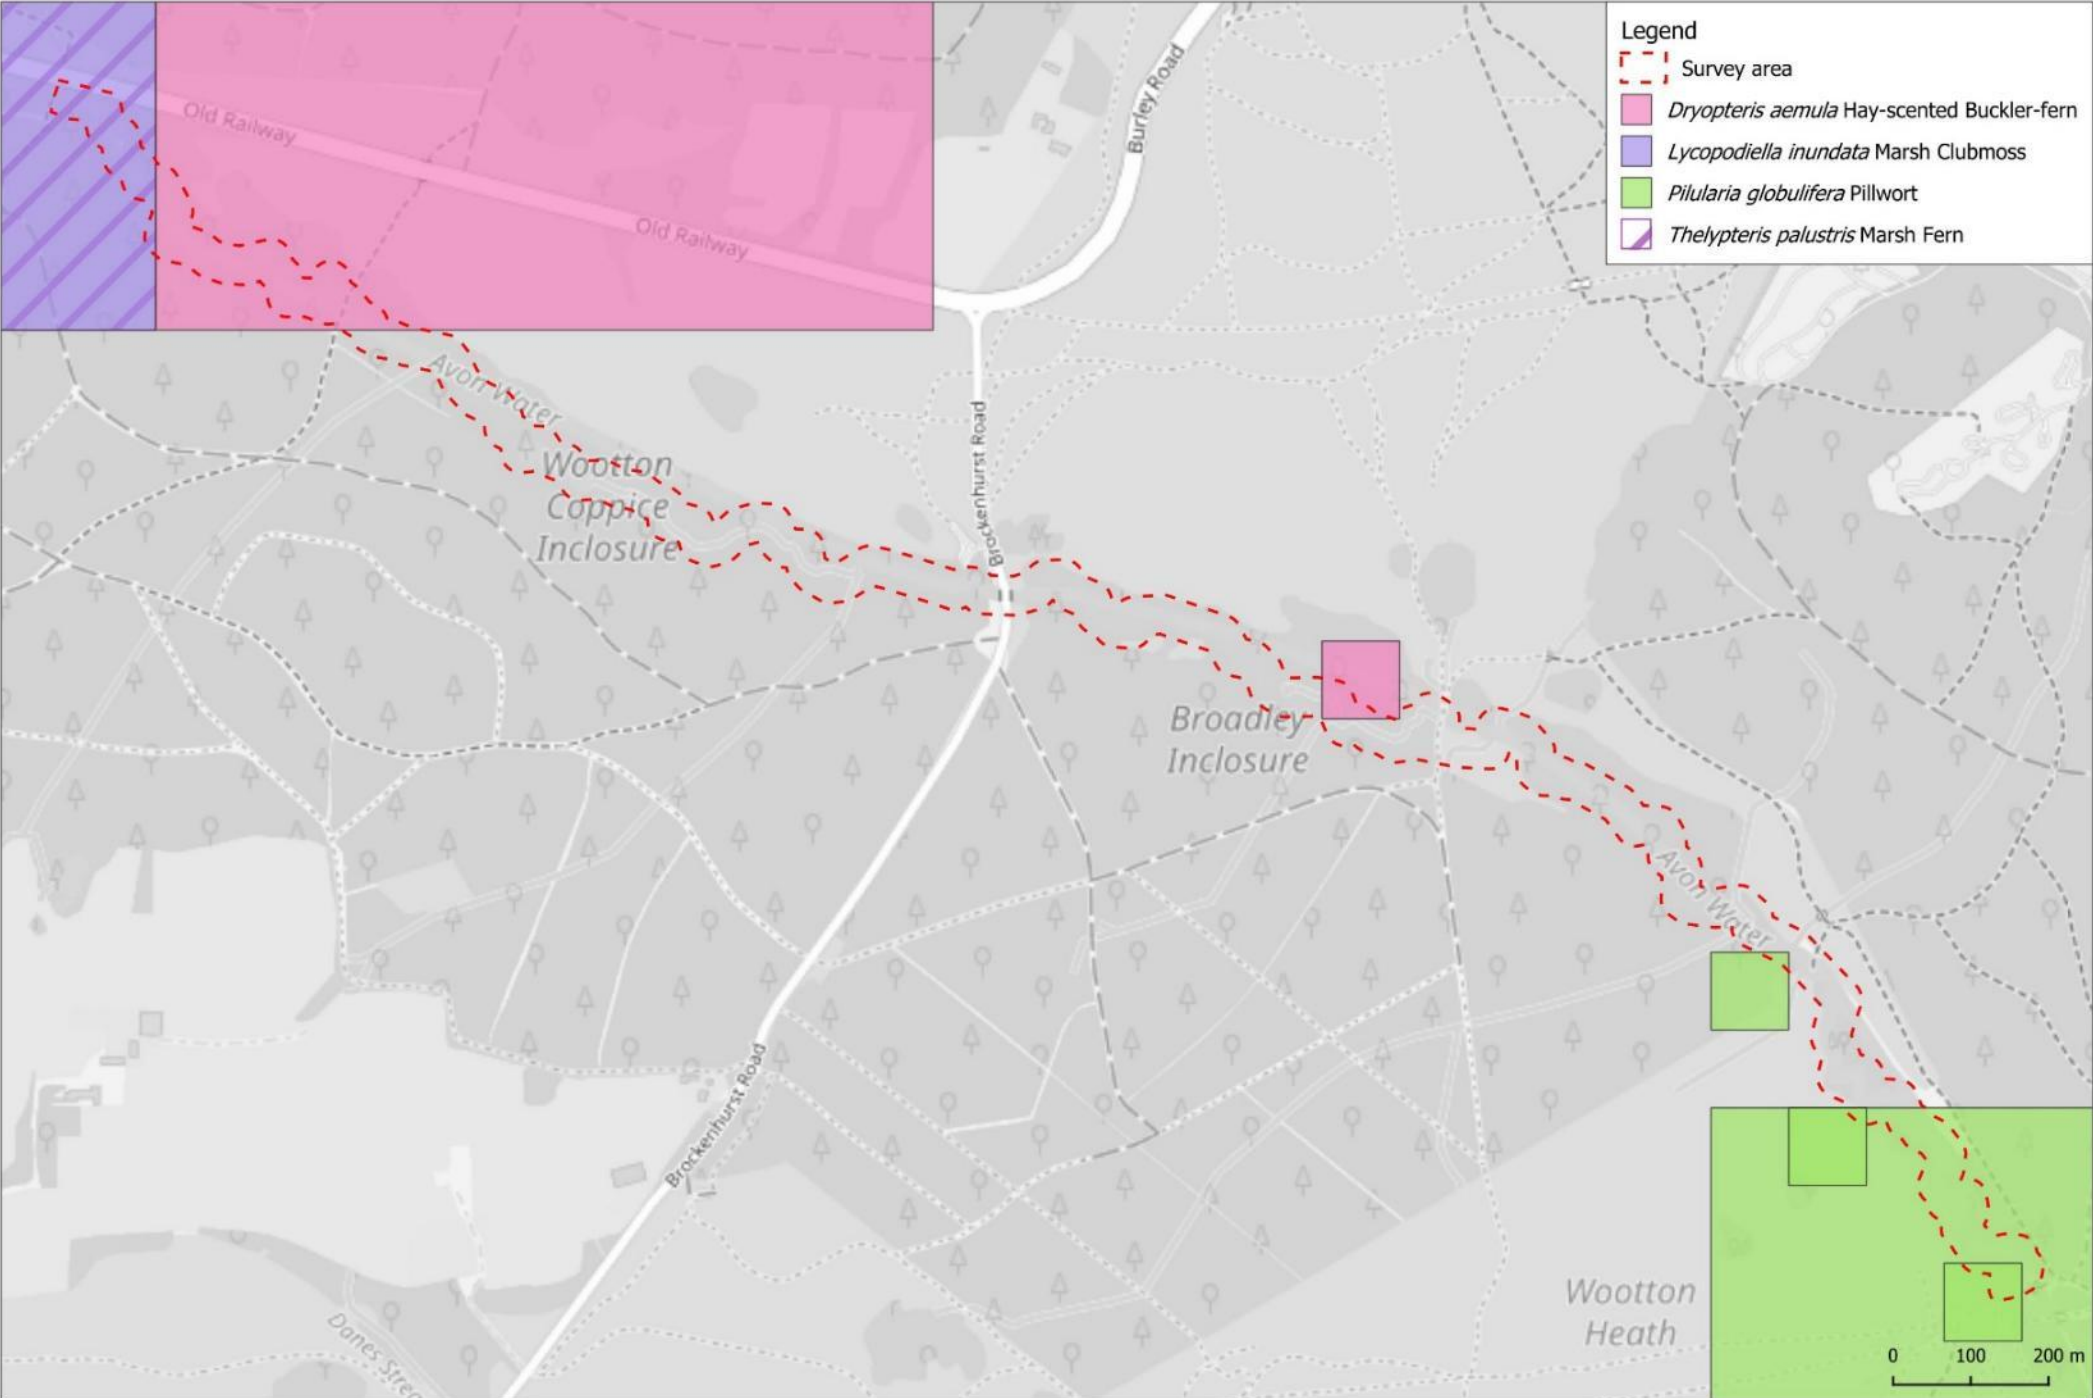 Legend
Survey area
Dryopteris aemula Hay-scented Buckler-fern
Lycopodiella inundata Marsh Clubmoss
Pilularia globulifera Pillwort
Thelypteris palustris Marsh Fern
Burley Road
Old Railway
Old Railway
Avon Water
Brockenhurst Road
Wootton
Coppice
Inclosure
Broadley
Inclosure
Avon Water
Brockenhurst Road
Wootton
Heath
Danes Strea
0 100 200 m